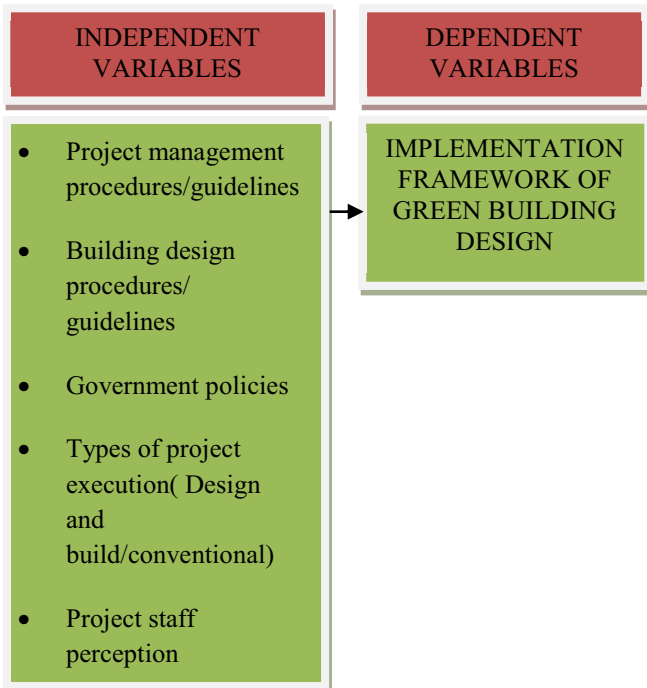 INDEPENDENT
VARIABLES
DEPENDENT
VARIABLES
• Project management
procedures/guidelines
• Building design
procedures/
guidelines
• Government policies
• Types of project
execution( Design
and
build/conventional)
• Project staff
perception
IMPLEMENTATION
FRAMEWORK OF
GREEN BUILDING
DESIGN